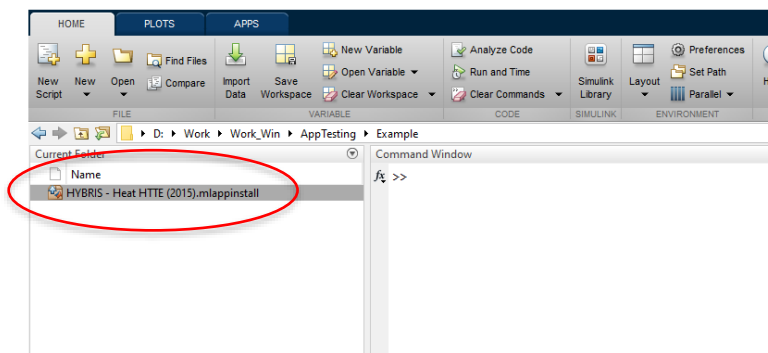 HOME PLOTS APPS
New Script
New
Open
Find Files
Compare
Import Data
Save Workspace
New Variable
Open Variable
Clear Workspace
Analyze Code
Run and Time
Clear Commands
Simulink Library
Layout
Preferences
Set Path
Parallel
H
FILE VARIABLE CODE SIMULINK ENVIRONMENT
D: Work Work_Win AppTesting Example
Current Folder
Name
HYBRIS - Heat HTTE (2015).mlappinstall
Command Window
fx >>